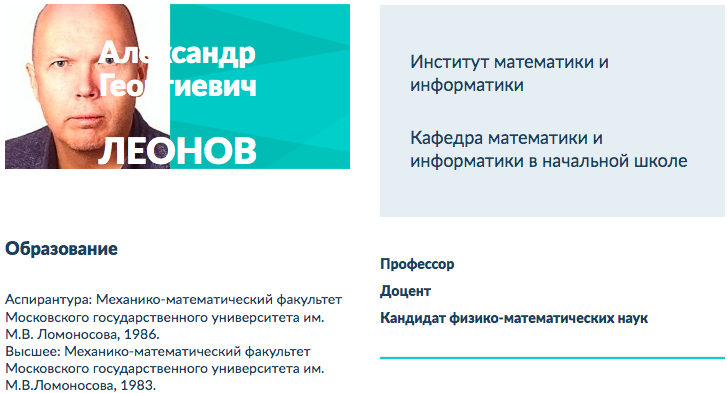 Александр
Георгиевич
ЛЕОНОВ
Институт математики и
информатики
Кафедра математики и
информатики в начальной школе
Образование
Аспирантура: Механико-математический факультет
Московского государственного университета им.
М.В. Ломоносова, 1986.
Высшее: Механико-математический факультет
Московского государственного университета им.
М.В.Ломоносова, 1983.
Профессор
Доцент
Кандидат физико-математических наук